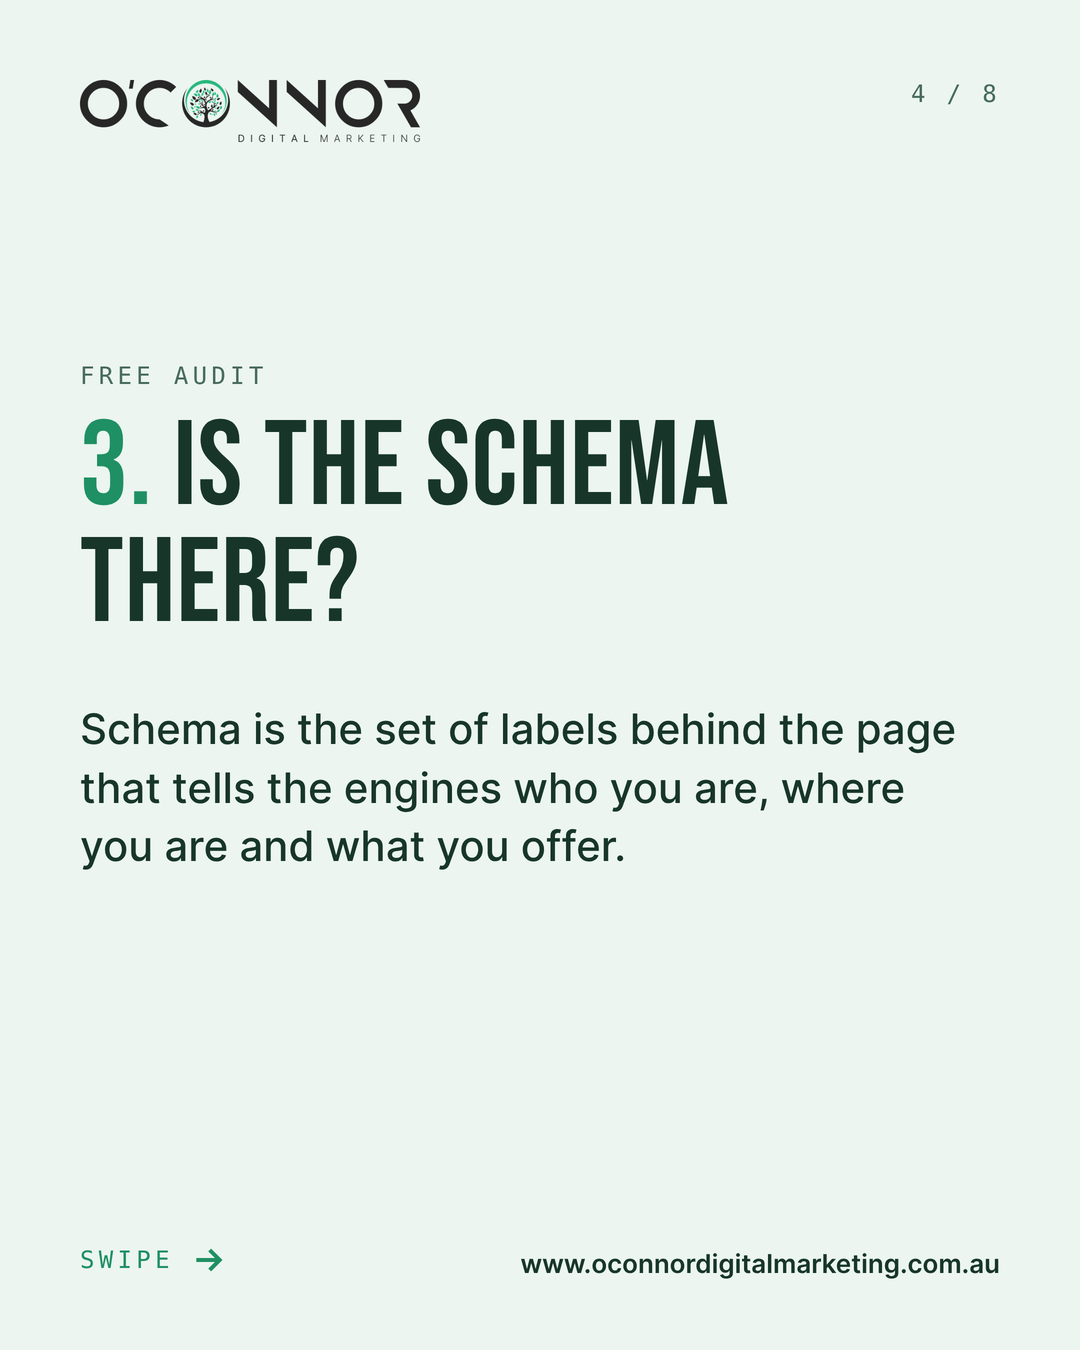 O'CONNOR
DIGITAL MARKETING
4 / 8
FREE AUDIT
3. IS THE SCHEMA
THERE?
Schema is the set of labels behind the page
that tells the engines who you are, where
you are and what you offer.
SWIPE →
www.oconnordigitalmarketing.com.au